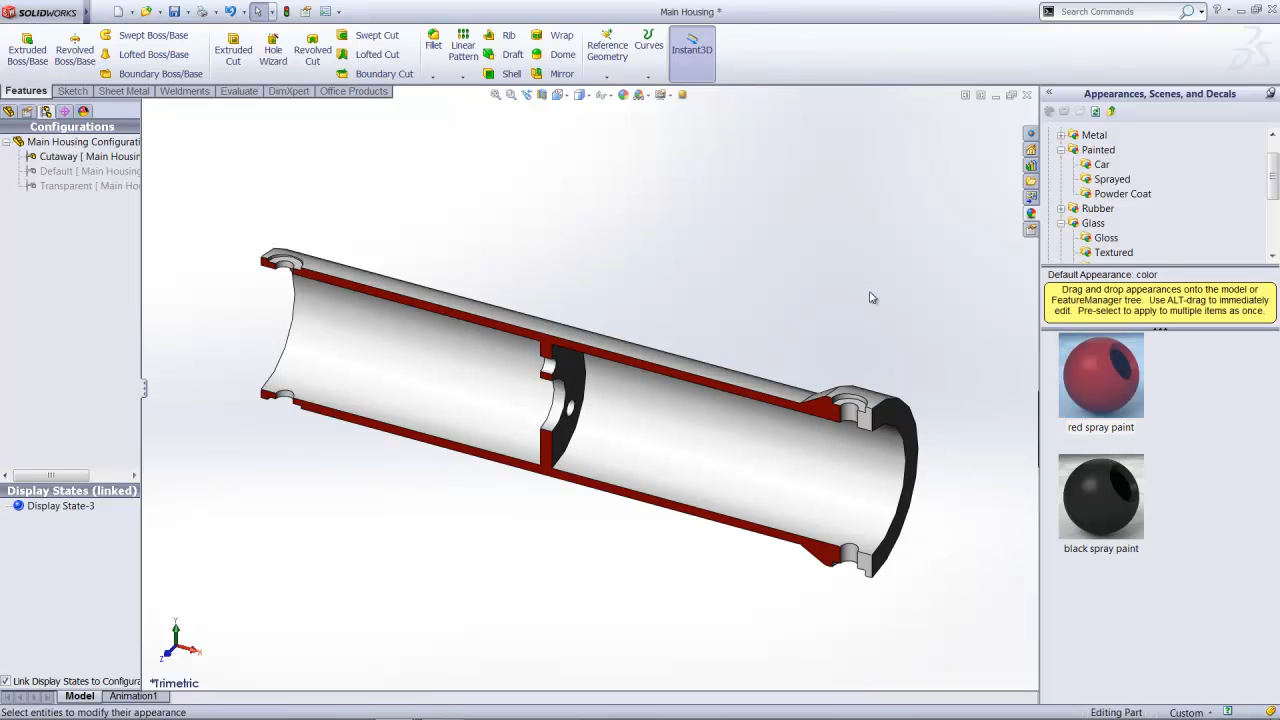 SOLIDWORKS
Main Housing *
Search Commands
Extruded Boss/Base
Revolved Boss/Base
Swept Boss/Base
Lofted Boss/Base
Boundary Boss/Base
Extruded Cut
Hole Wizard
Revolved Cut
Swept Cut
Lofted Cut
Boundary Cut
Fillet
Linear Pattern
Rib
Draft
Shell
Wrap
Dome
Mirror
Reference Geometry
Curves
Instant3D
Features
Sketch
Sheet Metal
Weldments
Evaluate
DimXpert
Office Products
Configurations
Main Housing Configurati
Cutaway [ Main Housin
Default [ Main Housing
Transparent [ Main Ho
Display States (linked)
Display State-3
Link Display States to Configura
Appearances, Scenes, and Decals
Metal
Painted
Car
Sprayed
Powder Coat
Rubber
Glass
Gloss
Textured
Default Appearance: color
Drag and drop appearances onto the model or
FeatureManager tree. Use ALT-drag to immediately
edit. Pre-select to apply to multiple items as once.
red spray paint
black spray paint
Y
X
Z
*Trimetric
Model
Animation1
Select entities to modify their appearance
Editing Part
Custom